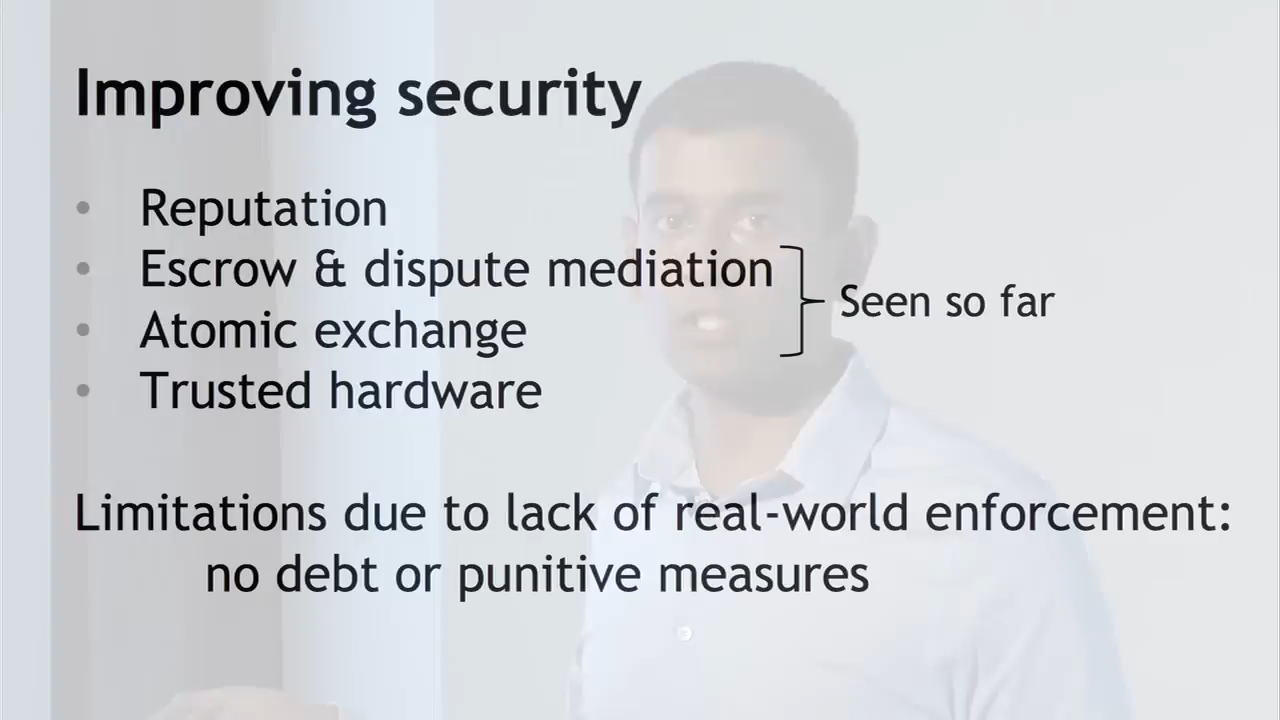 Improving security
• Reputation
• Escrow & dispute mediation
• Atomic exchange
• Trusted hardware
Seen so far
Limitations due to lack of real-world enforcement:
no debt or punitive measures